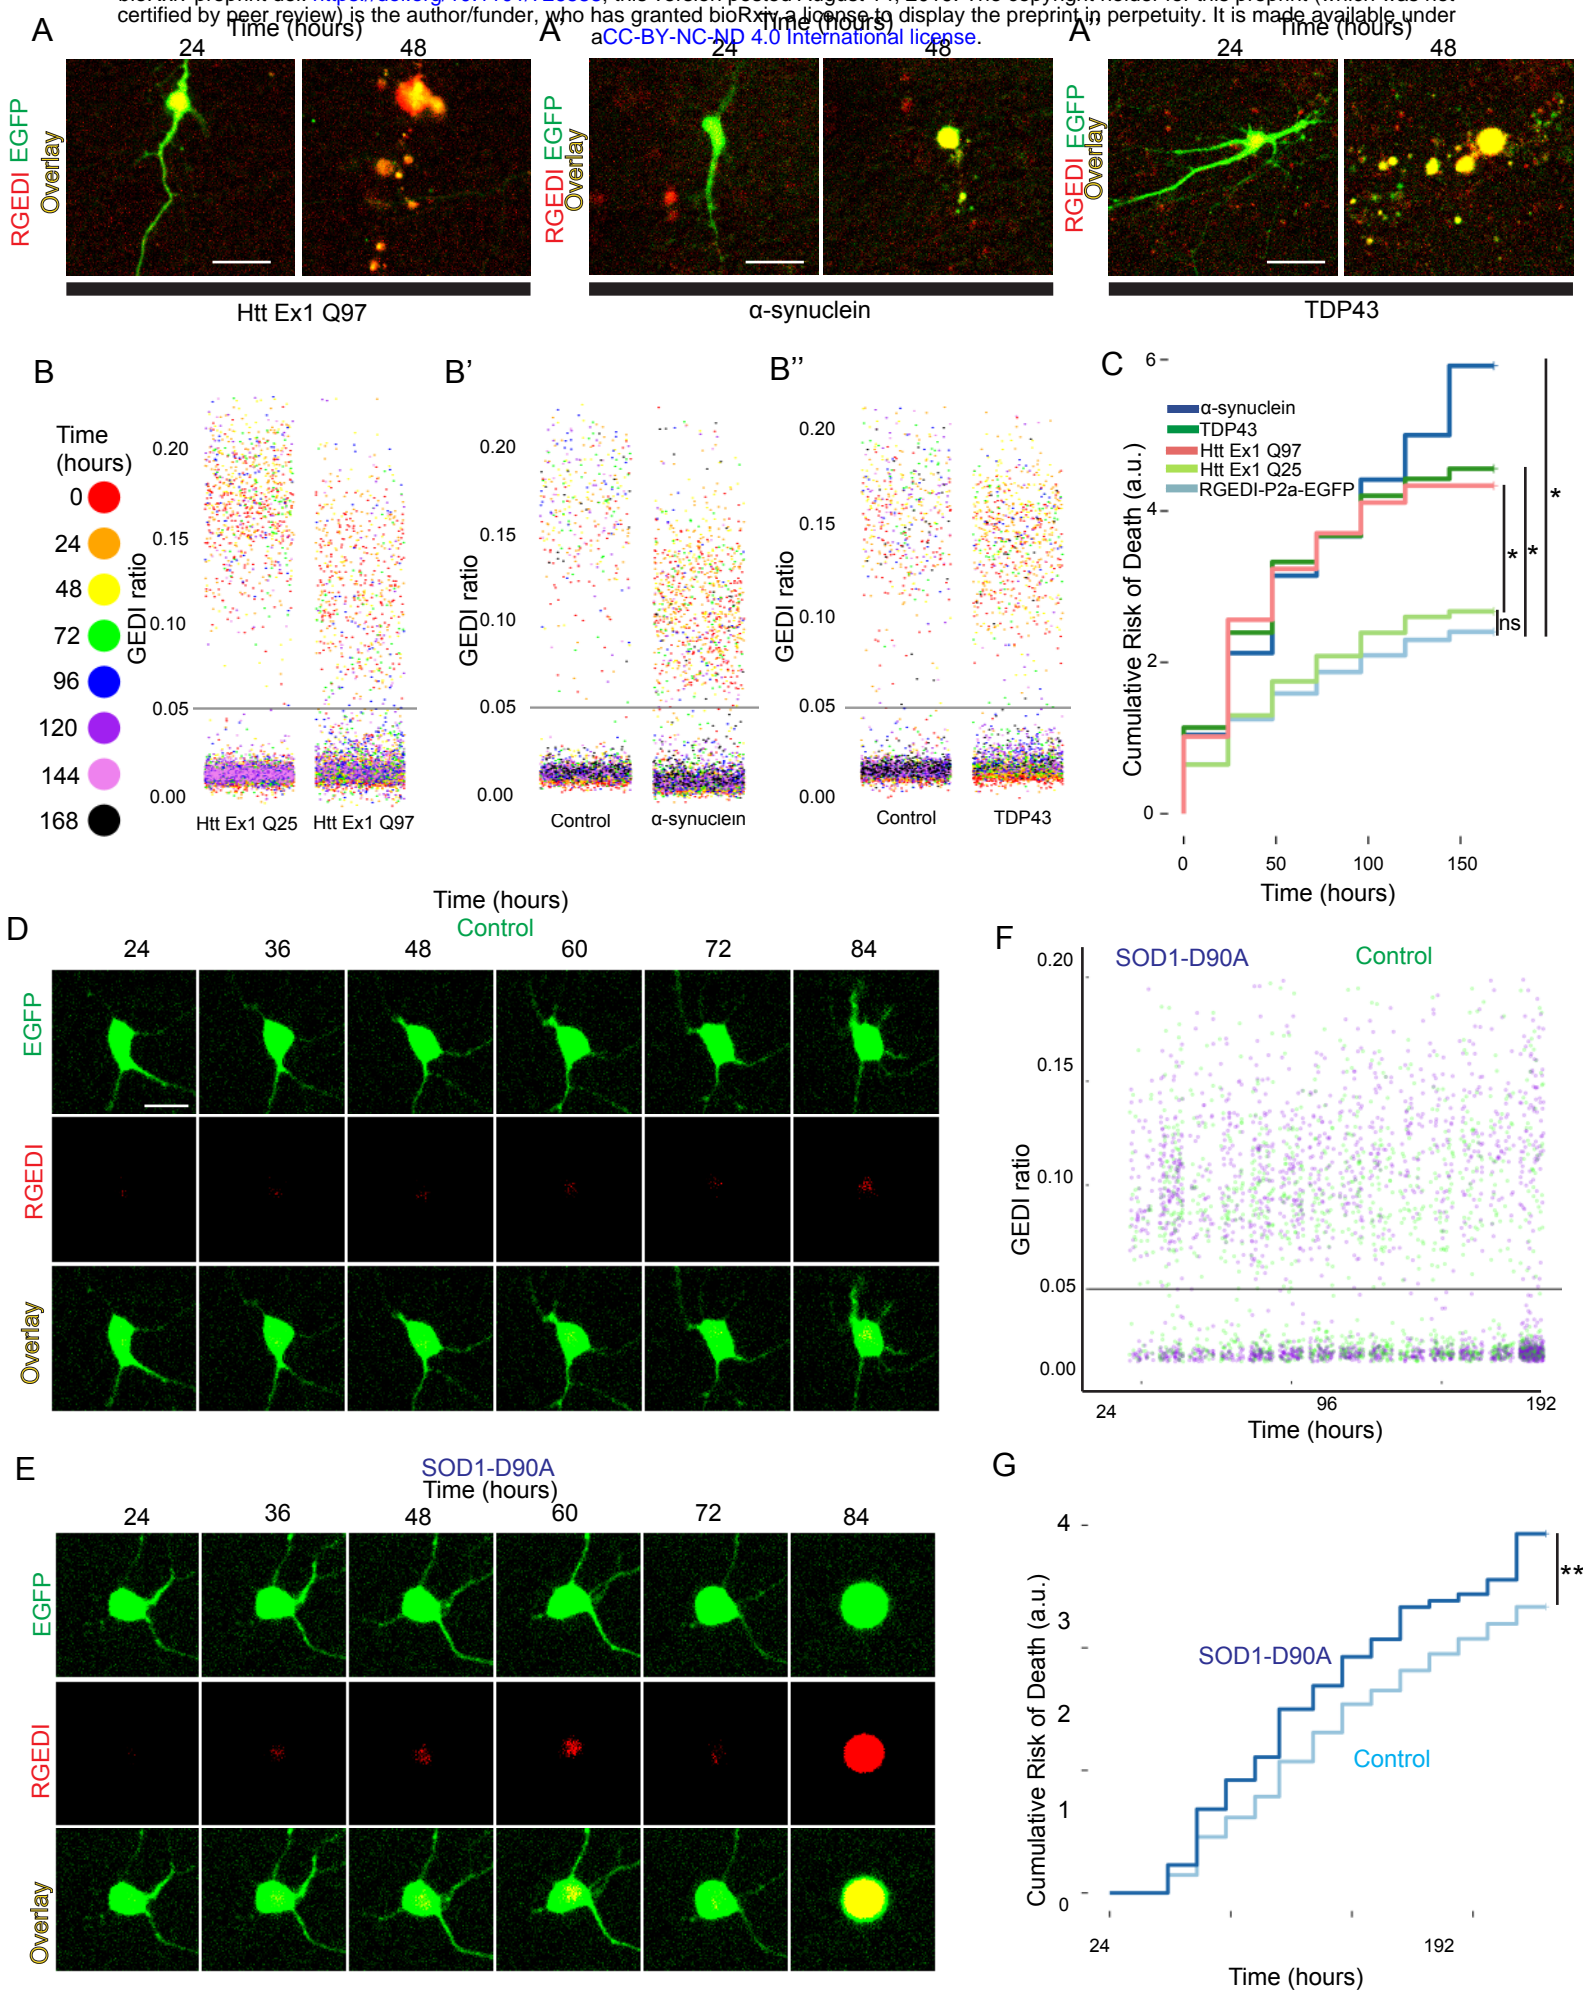 certified by peer review) is the author/funder, who has granted bioRxiv a license to display the preprint in perpetuity. It is made available under
aCC-BY-NC-ND 4.0 International license.
A
Time (hours)
24
48
RGEDI EGFP
Overlay
Htt Ex1 Q97
A'
Time (hours)
24
48
RGEDI EGFP
Overlay
α-synuclein
A''
Time (hours)
24
48
RGEDI EGFP
Overlay
TDP43
B
Time
(hours)
0
24
48
72
96
120
144
168
GEDI ratio
0.20
0.15
0.10
0.05
0.00
Htt Ex1 Q25
Htt Ex1 Q97
B'
GEDI ratio
0.20
0.15
0.10
0.05
0.00
Control
α-synuclein
B''
GEDI ratio
0.20
0.15
0.10
0.05
0.00
Control
TDP43
C
Cumulative Risk of Death (a.u.)
6
4
2
0
α-synuclein
TDP43
Htt Ex1 Q97
Htt Ex1 Q25
RGEDI-P2a-EGFP
*
*
*
ns
0
50
100
150
Time (hours)
D
Time (hours)
Control
24
36
48
60
72
84
EGFP
RGEDI
Overlay
E
SOD1-D90A
Time (hours)
24
36
48
60
72
84
EGFP
RGEDI
Overlay
F
SOD1-D90A
Control
GEDI ratio
0.20
0.15
0.10
0.05
0.00
24
96
192
Time (hours)
G
Cumulative Risk of Death (a.u.)
4
3
2
1
0
SOD1-D90A
Control
**
24
192
Time (hours)